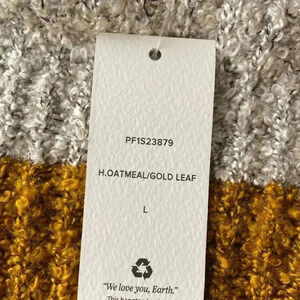 PF1S23879
H.OATMEAL/GOLD LEAF
L
"We love you, Earth."